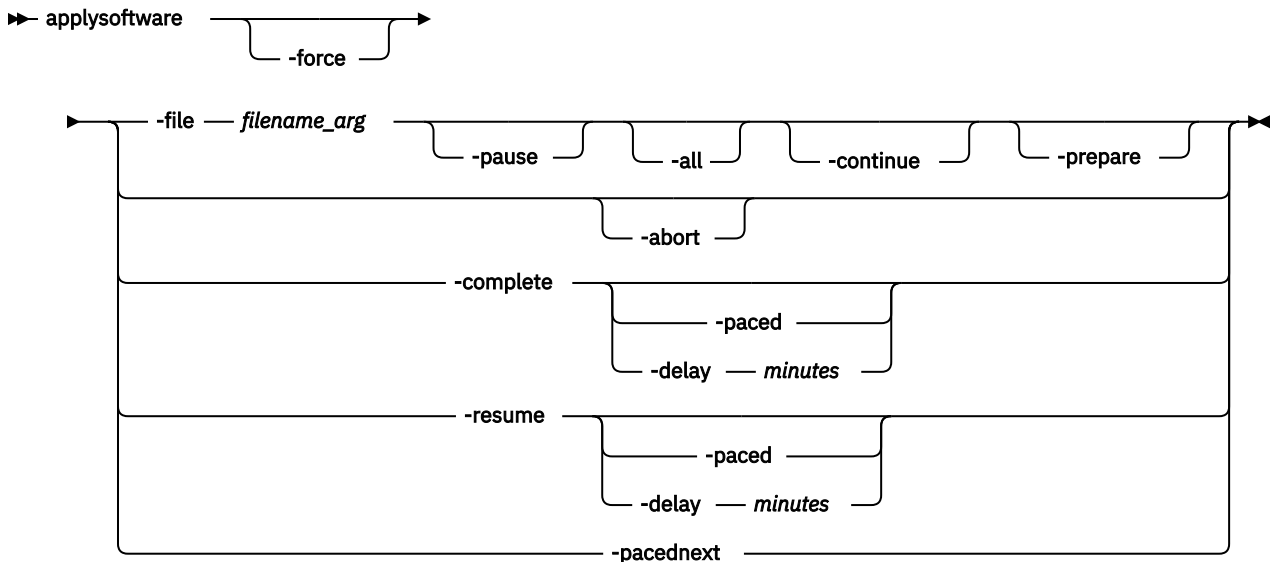 applysoftware
-force
-file filename_arg
-pause -all -continue -prepare
-abort
-complete
-paced
-delay minutes
-resume
-paced
-delay minutes
-pacednext